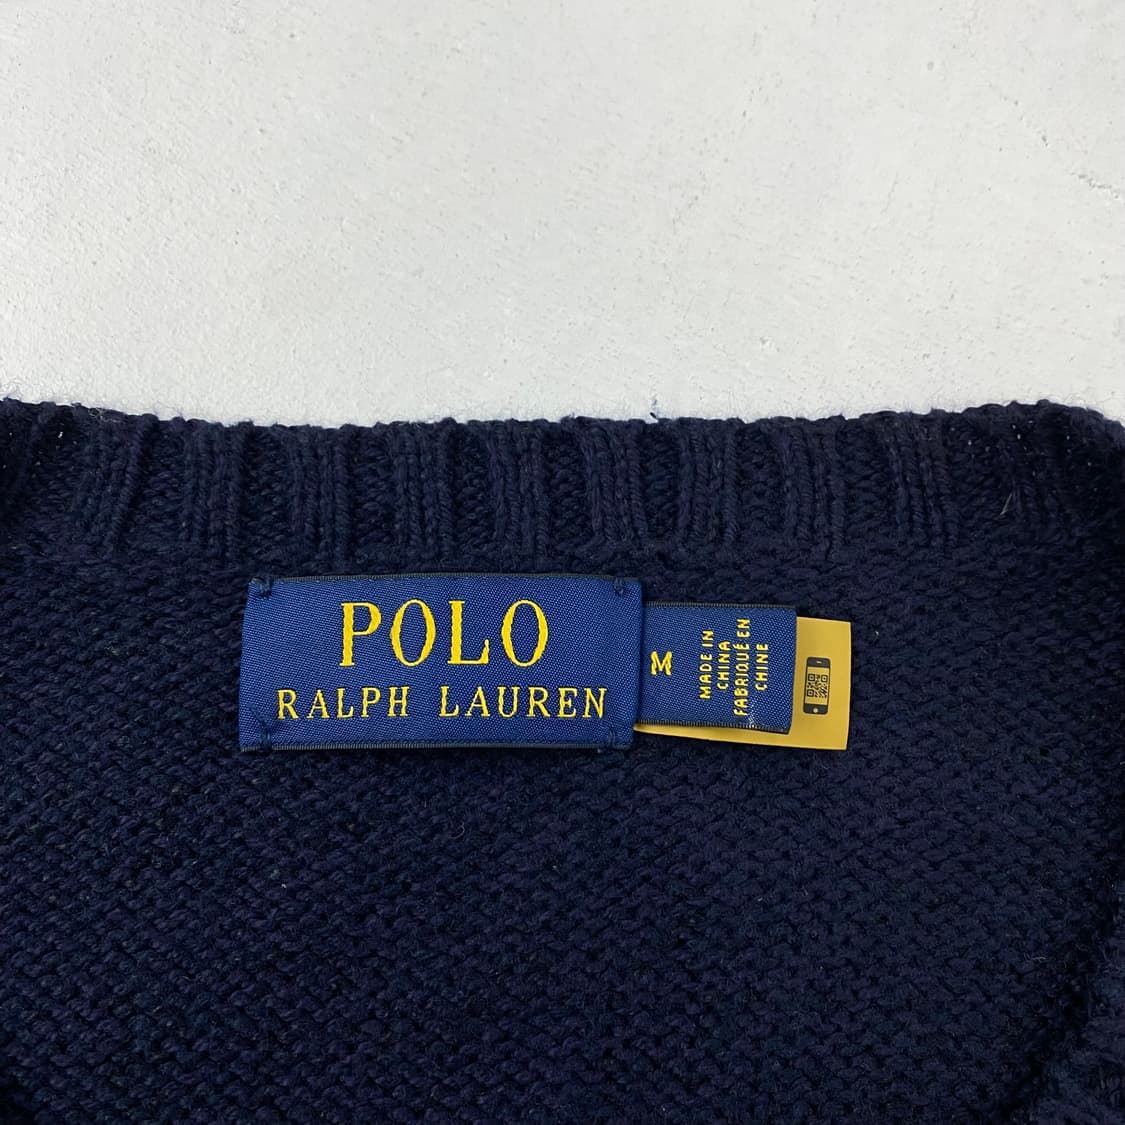 POLO
RALPH LAUREN
M
MADE IN
CHINA
FABRIQUÉ EN
CHINE